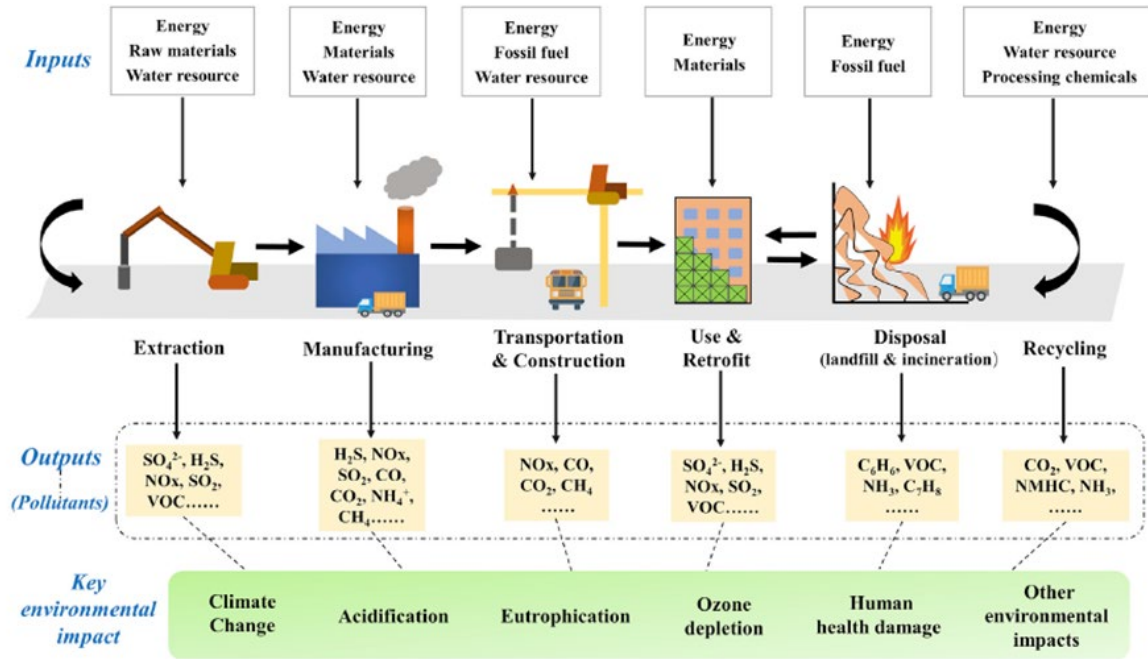 Inputs
Energy
Raw materials
Water resource
Energy
Materials
Water resource
Energy
Fossil fuel
Water resource
Energy
Materials
Energy
Fossil fuel
Energy
Water resource
Processing chemicals
Extraction
Manufacturing
Transportation
& Construction
Use &
Retrofit
Disposal
(landfill & incineration)
Recycling
Outputs
(Pollutants)
SO₄²⁻, H₂S,
NOx, SO₂,
VOC……
H₂S, NOx,
SO₂, CO,
CO₂, NH₄⁺,
CH₄……
NOx, CO,
CO₂, CH₄
……
SO₄²⁻, H₂S,
NOx, SO₂,
VOC……
C₆H₆, VOC,
NH₃, C₇H₈
……
CO₂, VOC,
NMHC, NH₃,
……
Key
environmental
impact
Climate
Change
Acidification
Eutrophication
Ozone
depletion
Human
health damage
Other
environmental
impacts